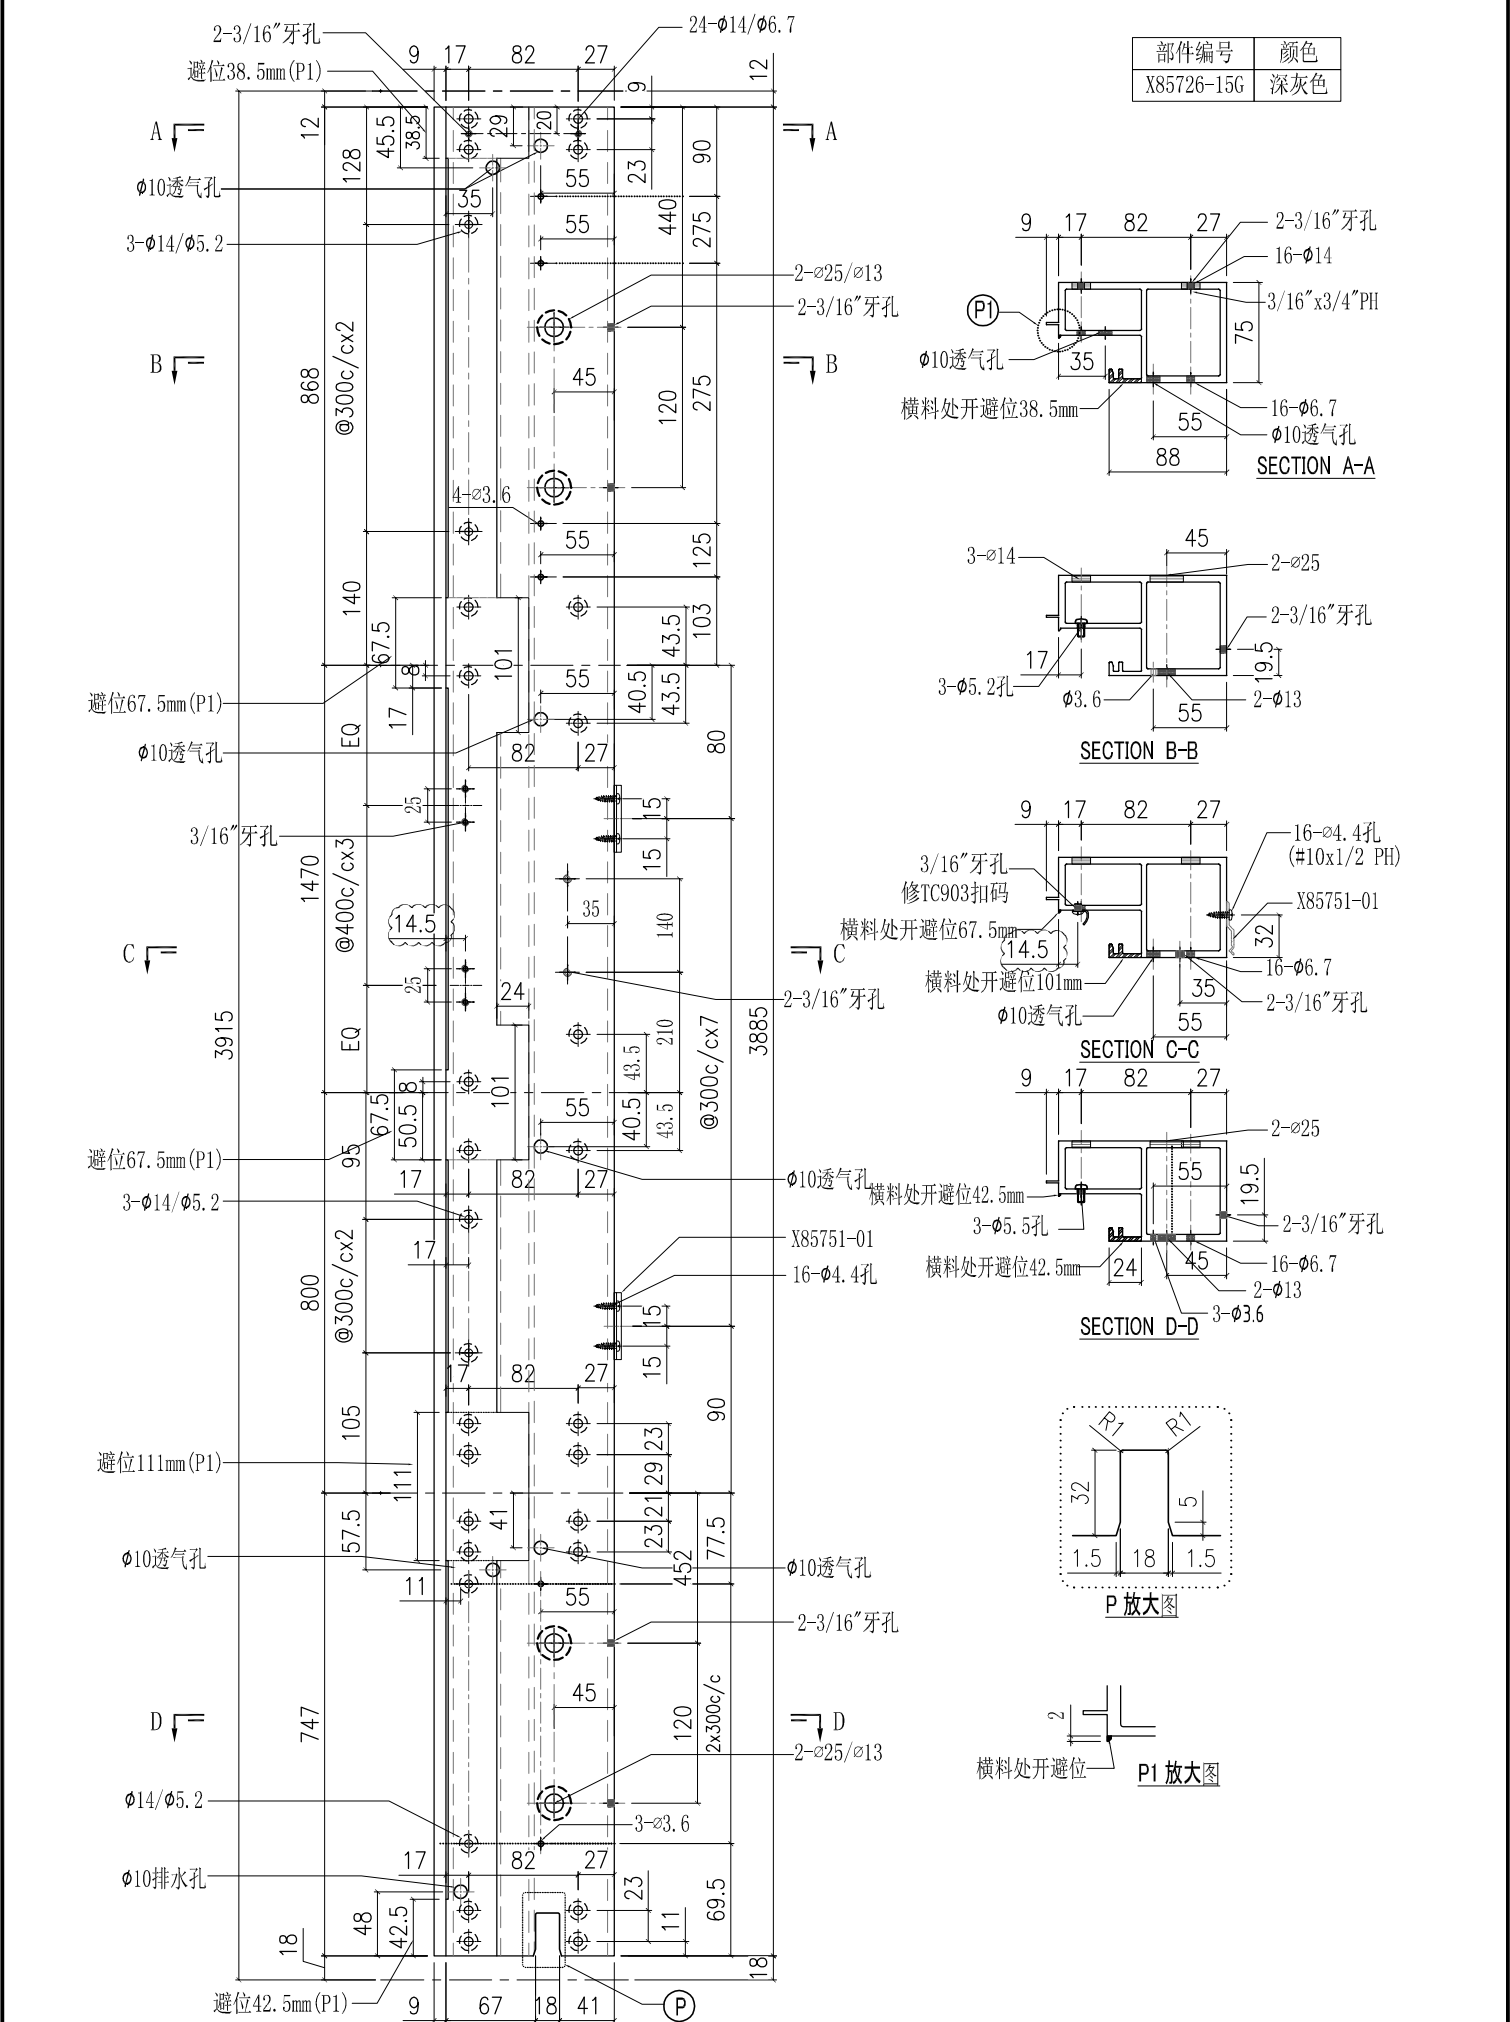 部件编号 颜色
X85726-15G 深灰色
2-3/16"牙孔
24-ϕ14/ϕ6.7
避位38.5mm(P1)
9 17 82 27
12
9
A A
12
128
45.5
38.5
29
20
90
23
ϕ10透气孔
35
55
440
275
3-ϕ14/ϕ5.2
55
2-⌀25/⌀13
2-3/16"牙孔
B B
868
@300c/cx2
45
120
275
4-⌀3.6
55
125
140
67.5
8
101
43.5
103
避位67.5mm(P1)
17
55
40.5
43.5
EQ
ϕ10透气孔
82 27
80
25
15
3/16"牙孔
15
1470
@400c/cx3
14.5
35
140
C C
25
24
2-3/16"牙孔
3915
EQ
210
3885
43.5
@300c/cx7
8
67.5
50.5
101
55
40.5
43.5
95
避位67.5mm(P1)
ϕ10透气孔
17 82 27
3-ϕ14/ϕ5.2
17
X85751-01
16-ϕ4.4孔
800
@300c/cx2
15
15
17 82 27
90
105
23
避位111mm(P1)
111
29
57.5
41
21
23
77.5
452
ϕ10透气孔
ϕ10透气孔
11
55
2-3/16"牙孔
45
D D
747
120
2x300c/c
2-⌀25/⌀13
ϕ14/ϕ5.2
3-⌀3.6
17 82 27
ϕ10排水孔
48
42.5
23
11
69.5
18
18
避位42.5mm(P1)
9 67 18 41
P
9 17 82 27
2-3/16"牙孔
16-ϕ14
P1
3/16"x3/4"PH
75
ϕ10透气孔
35
横料处开避位38.5mm
16-ϕ6.7
55
ϕ10透气孔
88
SECTION A-A
45
3-⌀14
2-⌀25
2-3/16"牙孔
17
19.5
3-ϕ5.2孔
ϕ3.6
2-ϕ13
55
SECTION B-B
9 17 82 27
16-⌀4.4孔
(#10x1/2 PH)
3/16"牙孔
修TC903扣码
X85751-01
横料处开避位67.5mm
14.5
32
横料处开避位101mm
16-ϕ6.7
35
2-3/16"牙孔
ϕ10透气孔
55
SECTION C-C
9 17 82 27
2-⌀25
55
19.5
横料处开避位42.5mm
3-ϕ5.5孔
2-3/16"牙孔
横料处开避位42.5mm
24
45
16-ϕ6.7
2-ϕ13
3-ϕ3.6
SECTION D-D
R1 R1
32
5
1.5 18 1.5
P 放大图
2
横料处开避位
P1 放大图